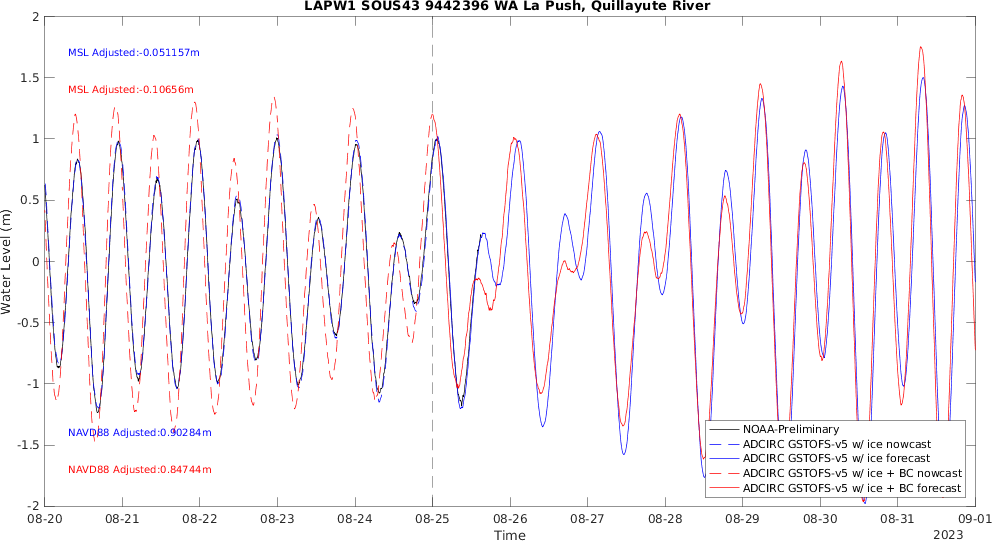 LAPW1 SOUS43 9442396 WA La Push, Quillayute River
2
1.5
1
0.5
0
-0.5
-1
-1.5
-2
Water Level (m)
MSL Adjusted:-0.051157m
MSL Adjusted:-0.10656m
NAVD88 Adjusted:0.90284m
NAVD88 Adjusted:0.84744m
NOAA-Preliminary
ADCIRC GSTOFS-v5 w/ ice nowcast
ADCIRC GSTOFS-v5 w/ ice forecast
ADCIRC GSTOFS-v5 w/ ice + BC nowcast
ADCIRC GSTOFS-v5 w/ ice + BC forecast
08-20 08-21 08-22 08-23 08-24 08-25 08-26 08-27 08-28 08-29 08-30 08-31 09-01
Time
2023